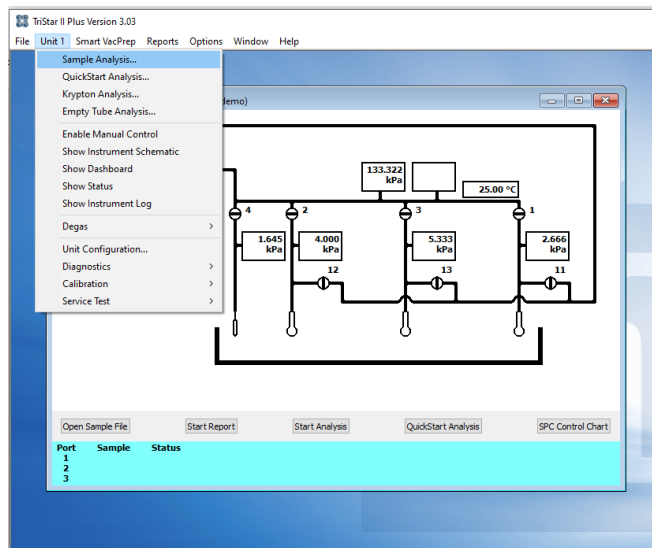 TriStar II Plus Version 3.03
File Unit 1 Smart VacPrep Reports Options Window Help
Sample Analysis...
QuickStart Analysis...
Krypton Analysis...
Empty Tube Analysis...
Enable Manual Control
Show Instrument Schematic
Show Dashboard
Show Status
Show Instrument Log
Degas
Unit Configuration...
Diagnostics
Calibration
Service Test
133.322
kPa
25.00 °C
4 2 3 1
1.645
kPa
4.000
kPa
5.333
kPa
2.666
kPa
12 13 11
Open Sample File Start Report Start Analysis QuickStart Analysis SPC Control Chart
Port Sample Status
1
2
3